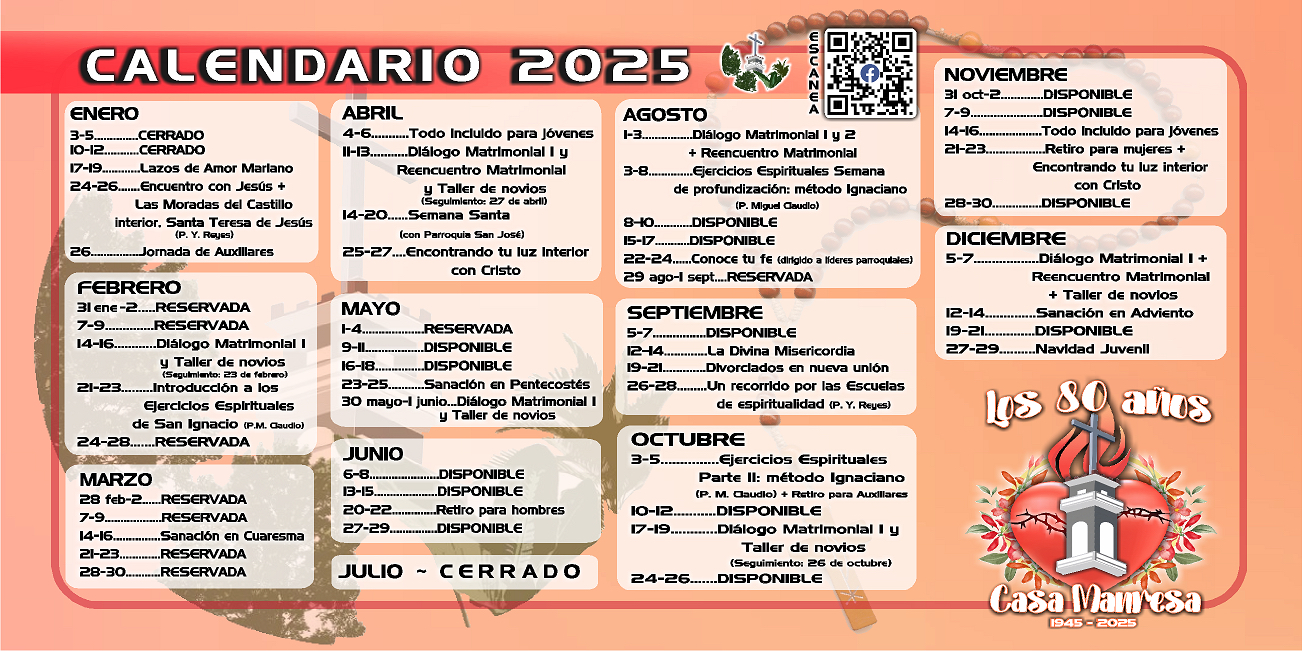 CALENDARIO 2025
ESCANEA
ENERO
3-5.............CERRADO
10-12...........CERRADO
17-19...........Lazos de Amor Mariano
24-26......Encuentro con Jesús +
Las Moradas del Castillo
interior, Santa Teresa de Jesús
(P. Y. Reyes)
26..............Jornada de Auxiliares
FEBRERO
31 ene -2.....RESERVADA
7-9.............RESERVADA
14-16...........Diálogo Matrimonial I
y Taller de novios
(Seguimiento: 23 de febrero)
21-23.........Introducción a los
Ejercicios Espirituales
de San Ignacio (P.M. Claudio)
24-28.......RESERVADA
MARZO
28 feb-2.....RESERVADA
7-9...................RESERVADA
14-16..............Sanación en Cuaresma
21-23............RESERVADA
28-30...........RESERVADA
ABRIL
4-6...........Todo incluido para jóvenes
11-13...........Diálogo Matrimonial I y
Reencuentro Matrimonial
y Taller de novios
(Seguimiento: 27 de abril)
14-20......Semana Santa
(con Parroquia San José)
25-27....Encontrando tu luz interior
con Cristo
MAYO
1-4....................RESERVADA
9-11..................DISPONIBLE
16-18................DISPONIBLE
23-25...........Sanación en Pentecostés
30 mayo-1 junio...Diálogo Matrimonial I
y Taller de novios
JUNIO
6-8......................DISPONIBLE
13-15.....................DISPONIBLE
20-22..............Retiro para hombres
27-29..............DISPONIBLE
JULIO ~ CERRADO
AGOSTO
1-3................Diálogo Matrimonial 1 y 2
+ Reencuentro Matrimonial
3-8..............Ejercicios Espirituales Semana
de profundización: método Ignaciano
(P. Miguel Claudio)
8-10............DISPONIBLE
15-17............DISPONIBLE
22-24......Conoce tu fe (dirigido a líderes parroquiales)
29 ago-1 sept....RESERVADA
SEPTIEMBRE
5-7.................DISPONIBLE
12-14.............La Divina Misericordia
19-21.............Divorciados en nueva unión
26-28.........Un recorrido por las Escuelas
de espiritualidad (P. Y. Reyes)
OCTUBRE
3-5..................Ejercicios Espirituales
Parte II: método Ignaciano
(P. M. Claudio) + Retiro para Auxiliares
10-12..............DISPONIBLE
17-19..............Diálogo Matrimonial I y
Taller de novios
(Seguimiento: 26 de octubre)
24-26.......DISPONIBLE
NOVIEMBRE
31 oct-2............DISPONIBLE
7-9.....................DISPONIBLE
14-16................Todo incluido para jóvenes
21-23..............Retiro para mujeres +
Encontrando tu luz interior
con Cristo
28-30.............DISPONIBLE
DICIEMBRE
5-7...................Diálogo Matrimonial I +
Reencuentro Matrimonial
+ Taller de novios
12-14...............Sanación en Adviento
19-21..............DISPONIBLE
27-29..........Navidad Juvenil
Los 80 años
Casa Manresa
1945 - 2025